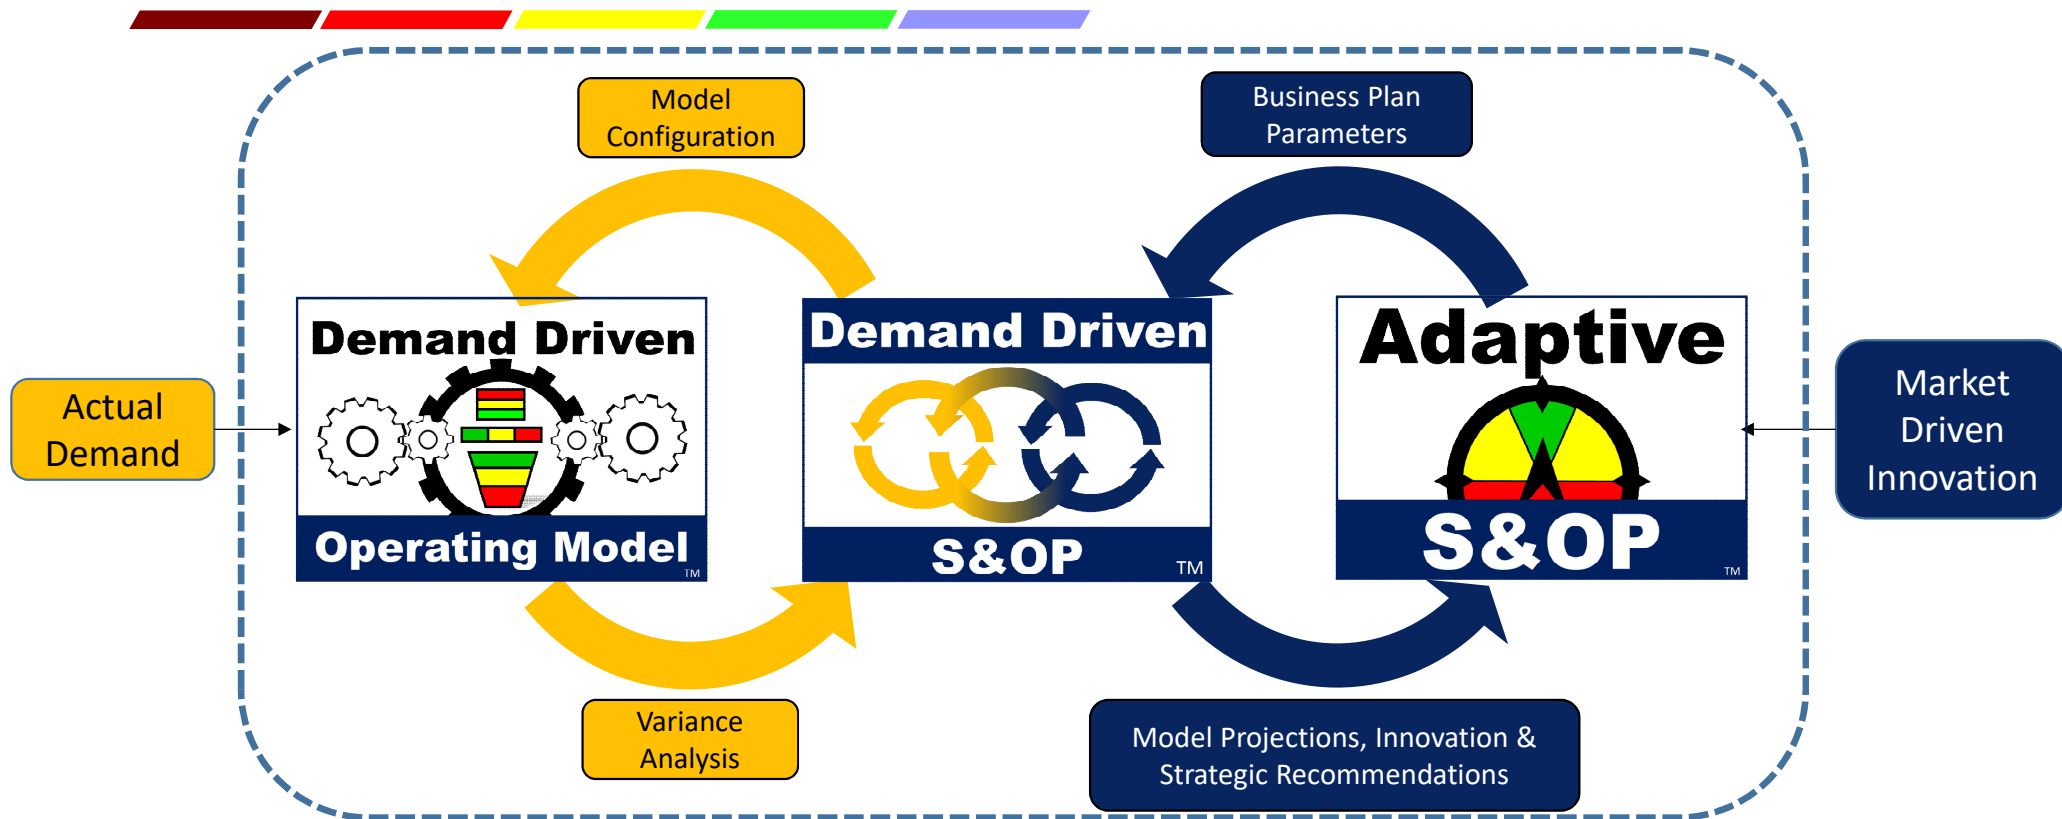 Model
Configuration
Business Plan
Parameters
Demand Driven
Operating Model
TM
Demand Driven
S&OP
TM
Adaptive
S&OP
TM
Actual
Demand
Market
Driven
Innovation
Variance
Analysis
Model Projections, Innovation &
Strategic Recommendations